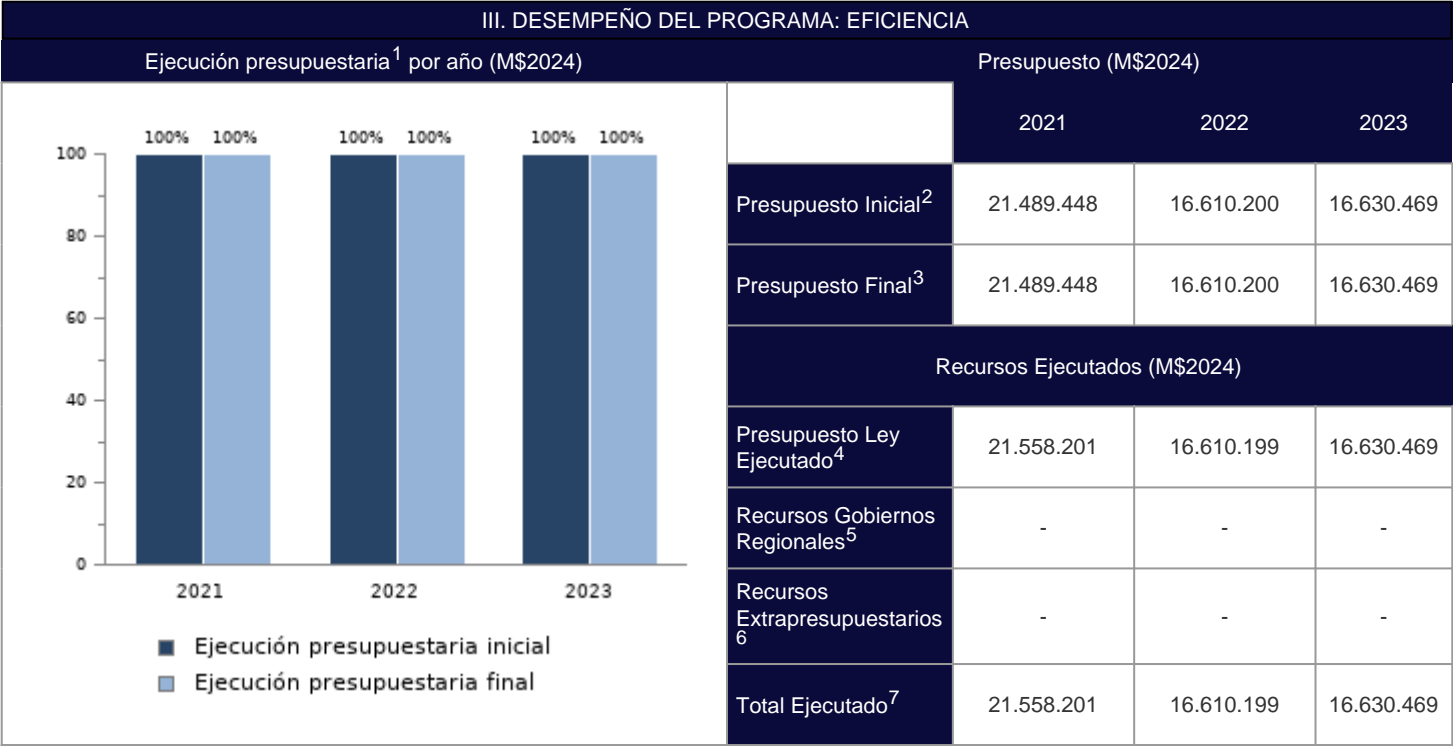 III. DESEMPEÑO DEL PROGRAMA: EFICIENCIA
Ejecución presupuestaria1 por año (M$2024)
100% 100% 100% 100% 100% 100%
100
80
60
40
20
0
2021 2022 2023
Ejecución presupuestaria inicial
Ejecución presupuestaria final
Presupuesto (M$2024)
2021 2022 2023
Presupuesto Inicial2 21.489.448 16.610.200 16.630.469
Presupuesto Final3 21.489.448 16.610.200 16.630.469
Recursos Ejecutados (M$2024)
Presupuesto Ley
Ejecutado4 21.558.201 16.610.199 16.630.469
Recursos Gobiernos
Regionales5 - - -
Recursos
Extrapresupuestarios
6 - - -
Total Ejecutado7 21.558.201 16.610.199 16.630.469